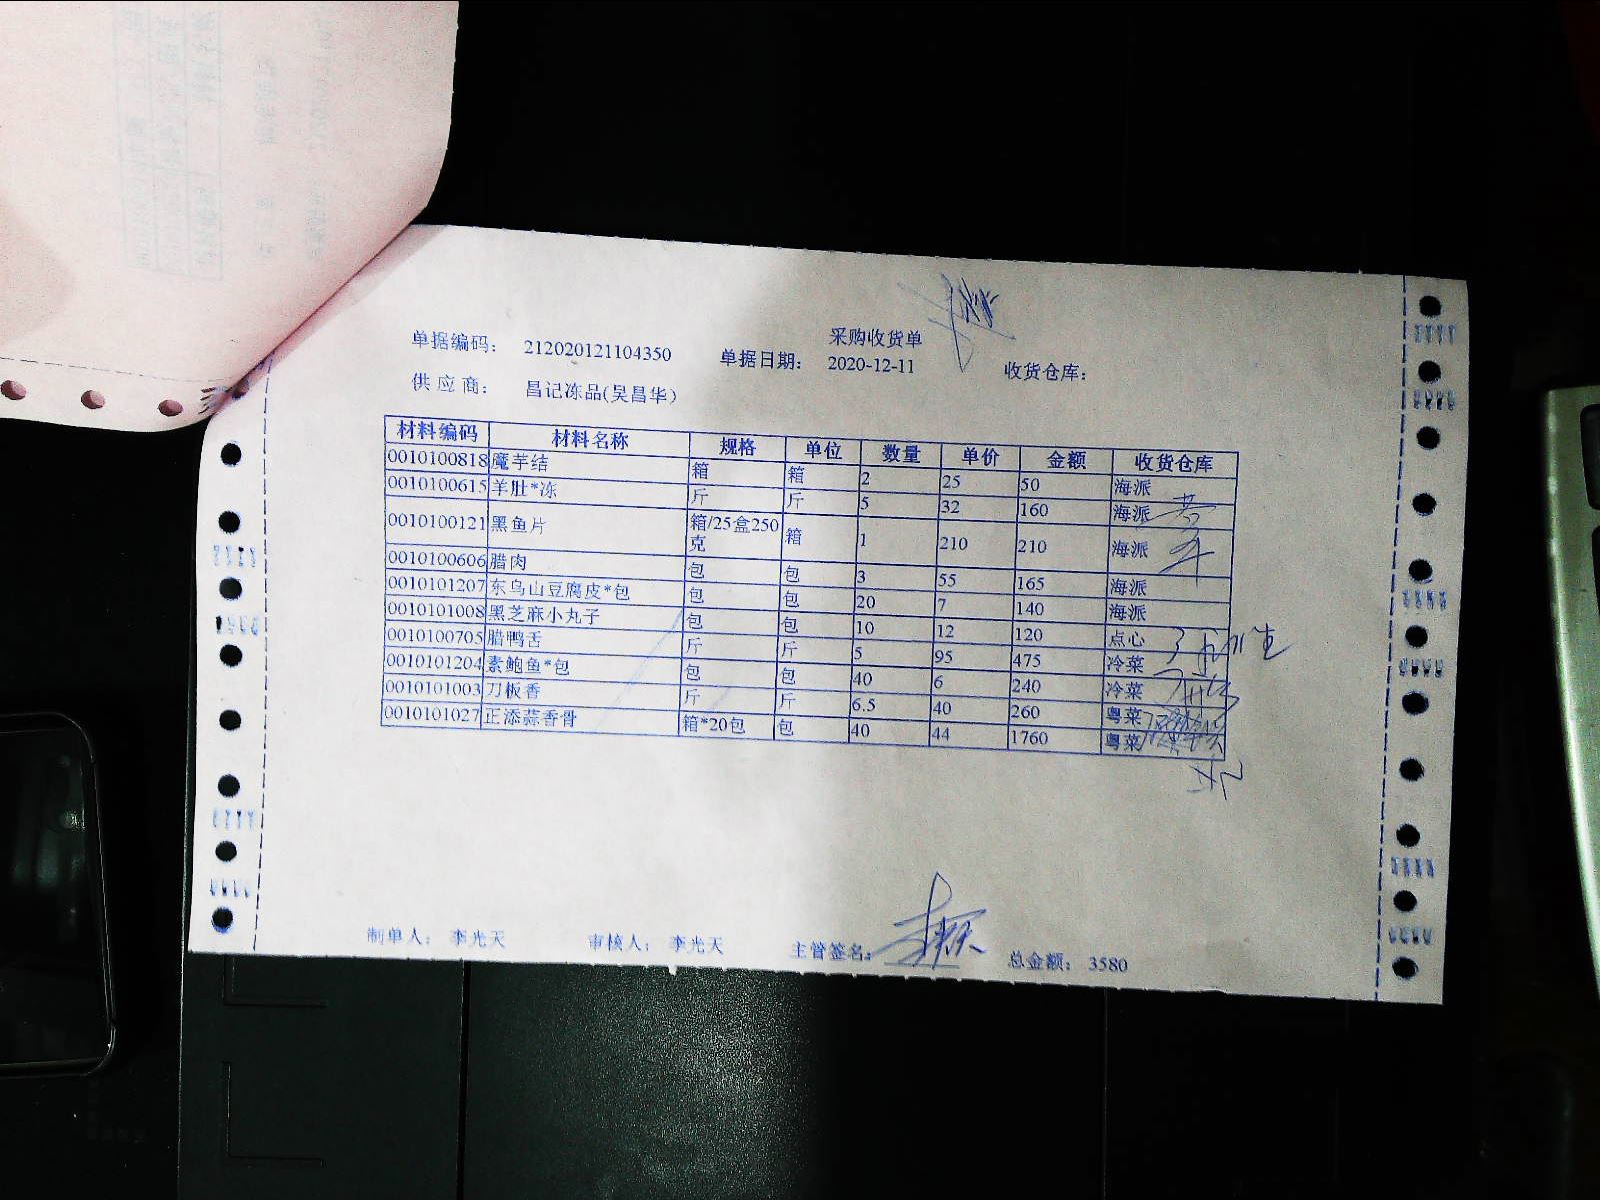 采购收货单
单据编码: 212020121104350 单据日期: 2020-12-11 收货仓库:
供应商: 昌记冻品(吴昌华)
材料编码 材料名称 规格 单位 数量 单价 金额 收货仓库
0010100818 魔芋结 箱 箱 2 25 50 海派
0010100615 羊肚*冻 斤 斤 5 32 160 海派
0010100121 黑鱼片 箱/25盒250克 箱 1 210 210 海派
0010100606 腊肉 包 包 3 55 165 海派
0010101207 东乌山豆腐皮*包 包 包 20 7 140 海派
0010101008 黑芝麻小丸子 包 包 10 12 120 点心
0010100705 腊鸭舌 斤 斤 5 95 475 冷菜
0010101204 素鲍鱼*包 包 包 40 6 240 冷菜
0010101003 刀板香 斤 斤 6.5 40 260 粤菜
0010101027 正添蒜香骨 箱*20包 包 40 44 1760 粤菜
制单人: 李光天 审核人: 李光天 主管签名: 总金额: 3580